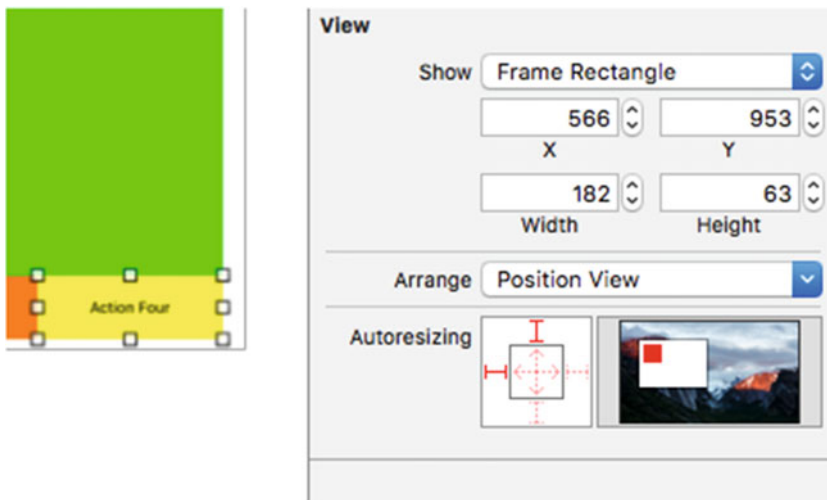 View
Show Frame Rectangle
566 953
X Y
182 63
Width Height
Arrange Position View
Action Four
Autoresizing